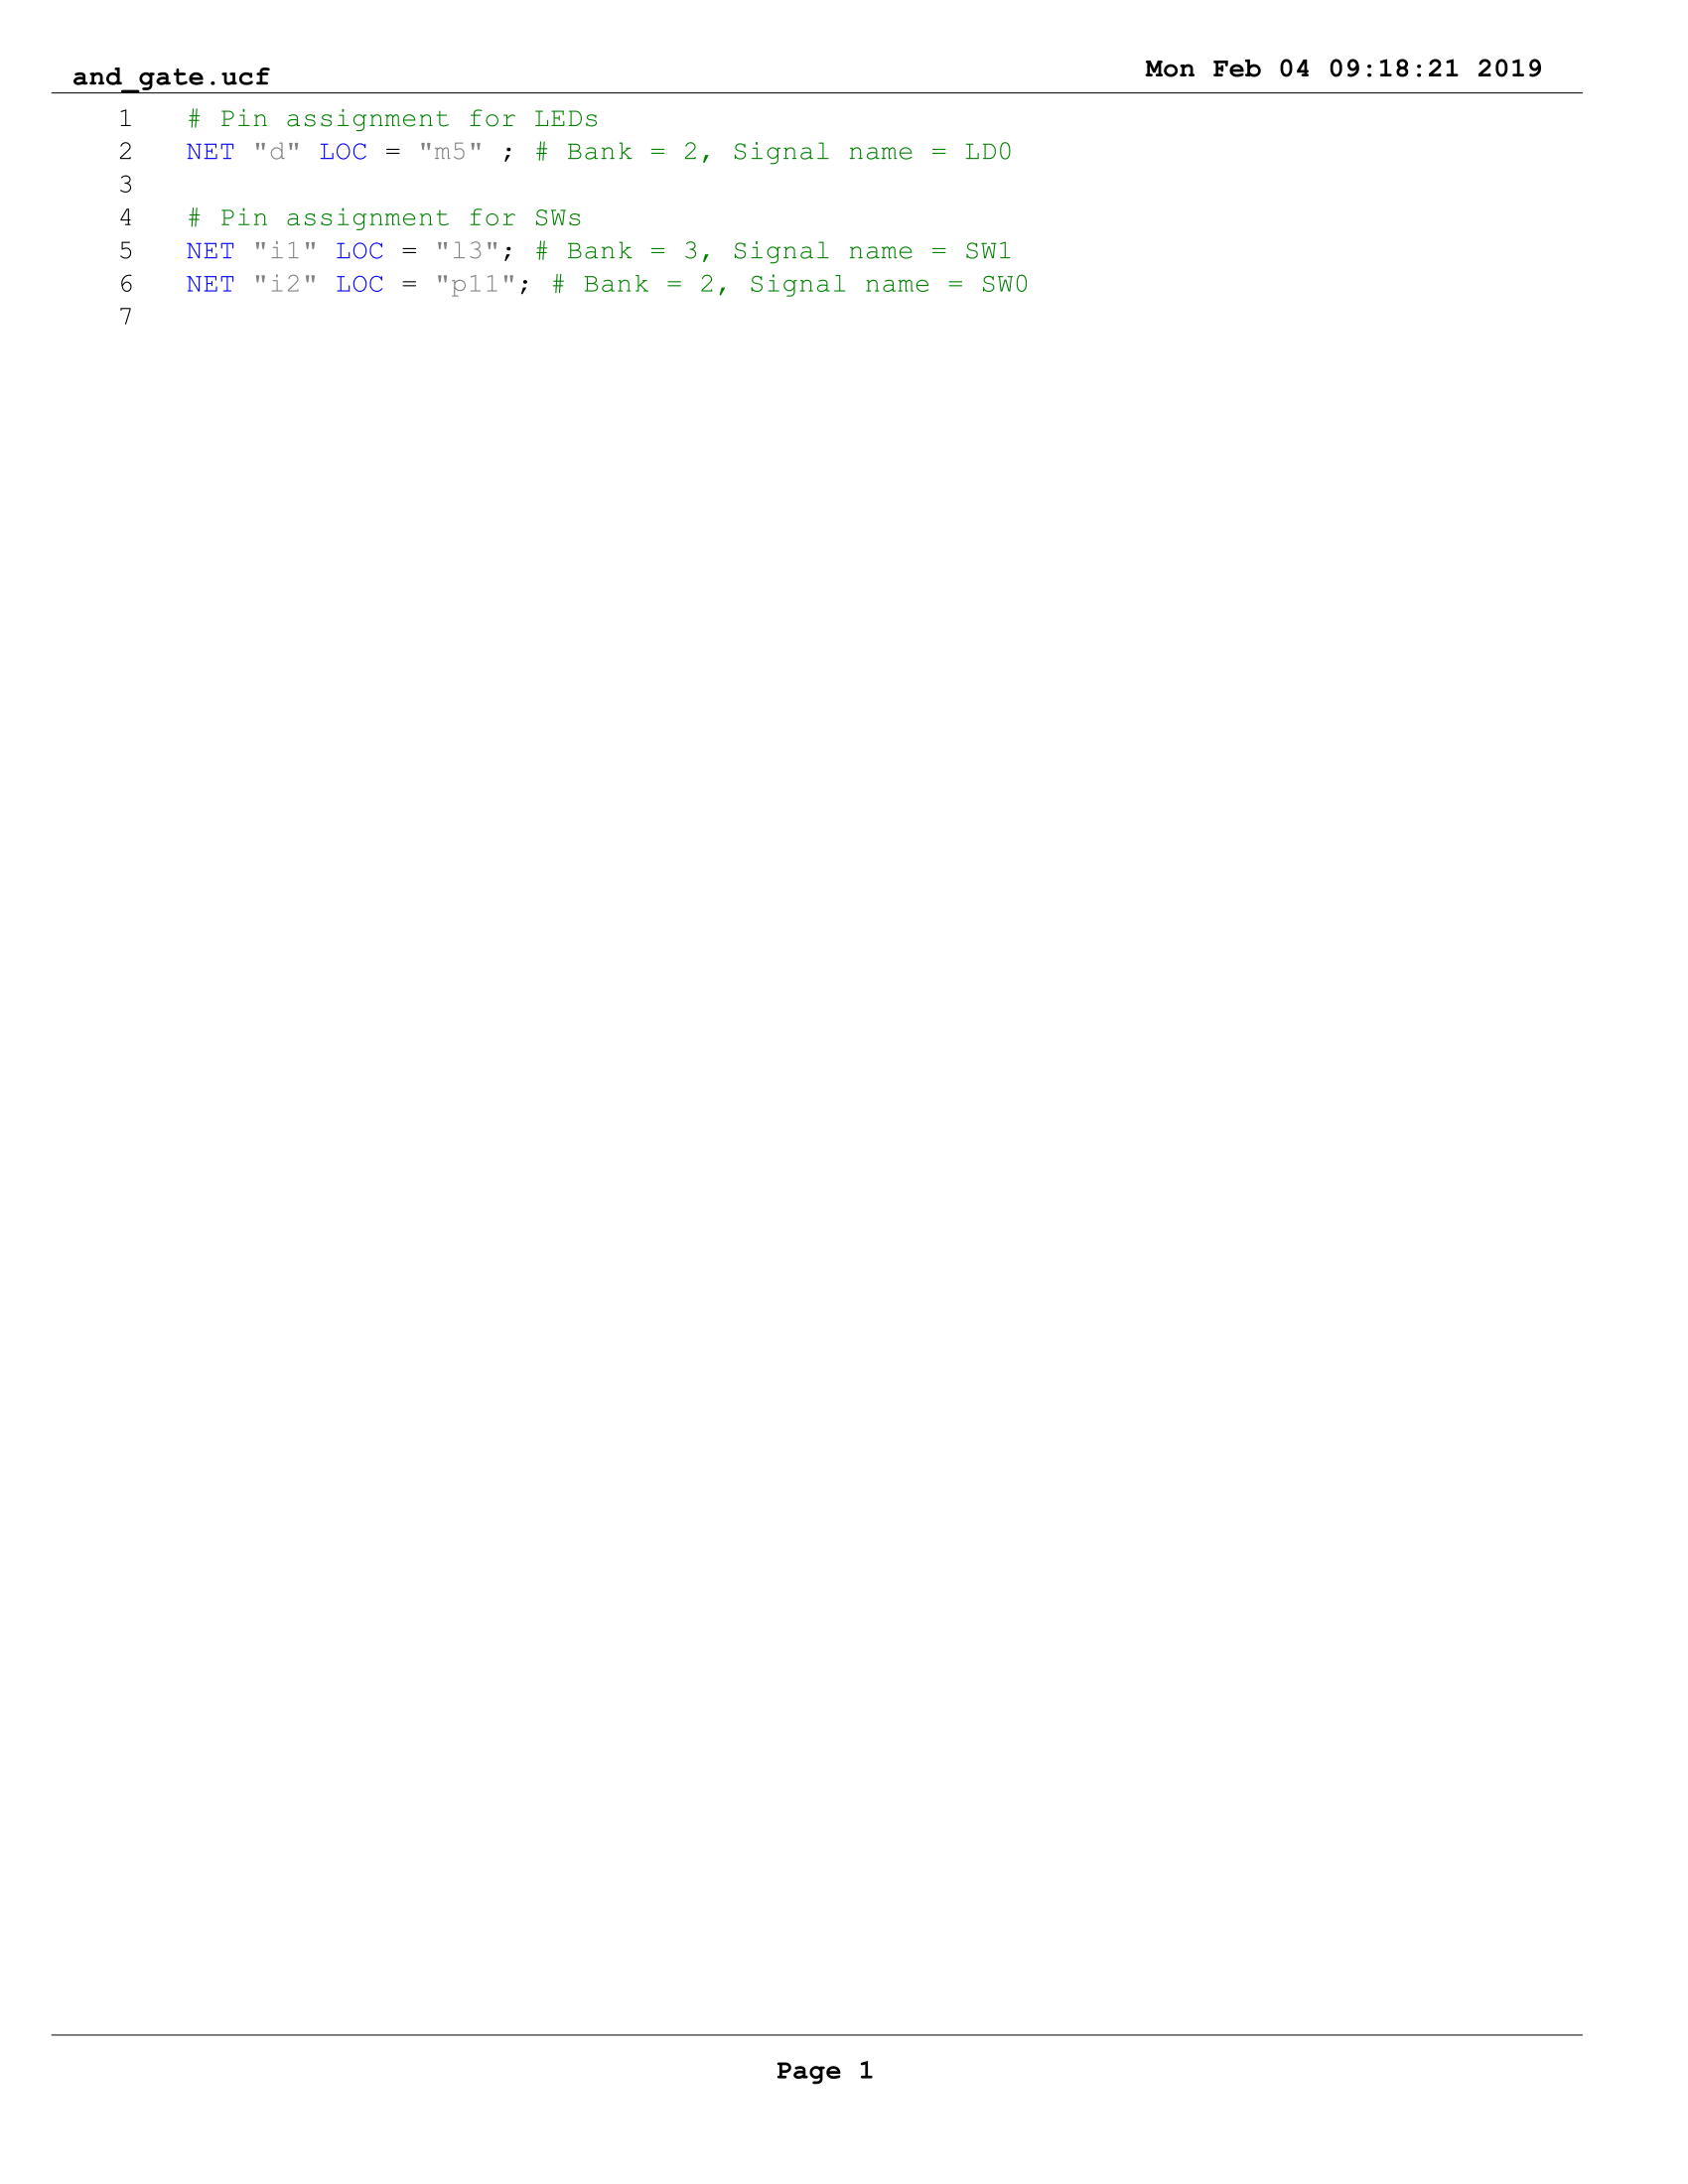 and_gate.ucf
Mon Feb 04 09:18:21 2019
1 # Pin assignment for LEDs
2 NET "d" LOC = "m5" ; # Bank = 2, Signal name = LD0
3
4 # Pin assignment for SWs
5 NET "i1" LOC = "l3"; # Bank = 3, Signal name = SW1
6 NET "i2" LOC = "p11"; # Bank = 2, Signal name = SW0
7
Page 1